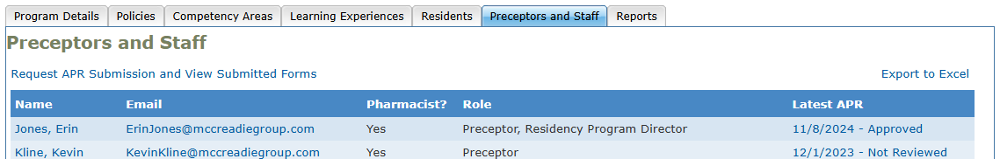 Program Details Policies Competency Areas Learning Experiences Residents Preceptors and Staff Reports
Preceptors and Staff
Request APR Submission and View Submitted Forms Export to Excel
Name Email Pharmacist? Role Latest APR
Jones, Erin ErinJones@mccreadiegroup.com Yes Preceptor, Residency Program Director 11/8/2024 - Approved
Kline, Kevin KevinKline@mccreadiegroup.com Yes Preceptor 12/1/2023 - Not Reviewed